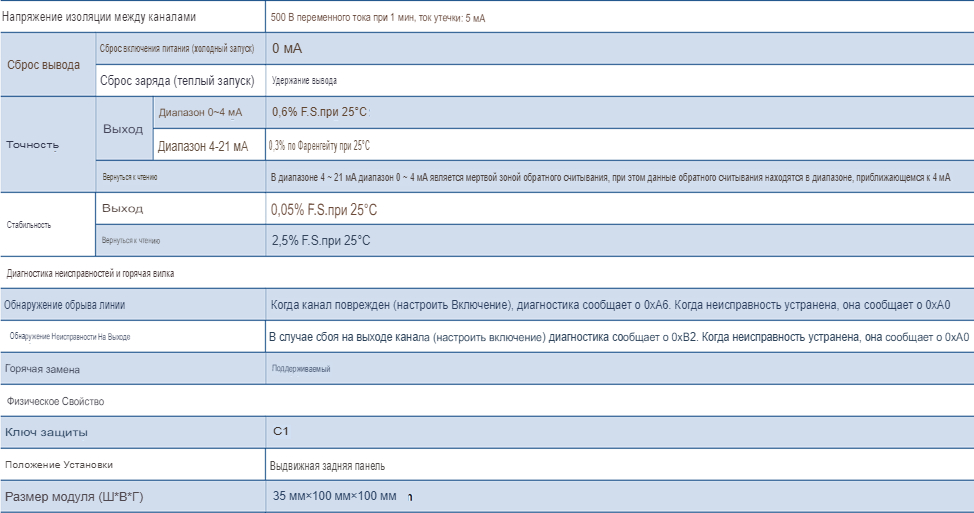 Напряжение изоляции между каналами
500 В переменного тока при 1 мин, ток утечки: 5 мА
Сброс вывода
Сброс включения питания (холодный запуск)
0 мА
Сброс заряда (теплый запуск)
Удержание вывода
Точность
Выход
Диапазон 0~4 мА
0,6% F.S.при 25°C
Диапазон 4-21 мА
0,3% по Фаренгейту при 25°C
Вернуться к чтению
В диапазоне 4 ~ 21 мА диапазон 0 ~ 4 мА является мертвой зоной обратного считывания, при этом данные обратного считывания находятся в диапазоне, приближающемся к 4 мА
Стабильность
Выход
0,05% F.S.при 25°C
Вернуться к чтению
2,5% F.S.при 25°C
Диагностика неисправностей и горячая вилка
Обнаружение обрыва линии
Когда канал поврежден (настроить Включение), диагностика сообщает о 0xA6. Когда неисправность устранена, она сообщает о 0xA0
Обнаружение Неисправности На Выходе
В случае сбоя на выходе канала (настроить включение) диагностика сообщает о 0xB2. Когда неисправность устранена, она сообщает о 0xA0
Горячая замена
Поддерживаемый
Физическое Свойство
Ключ защиты
C1
Положение Установки
Выдвижная задняя панель
Размер модуля (Ш*В*Г)
35 мм×100 мм×100 мм